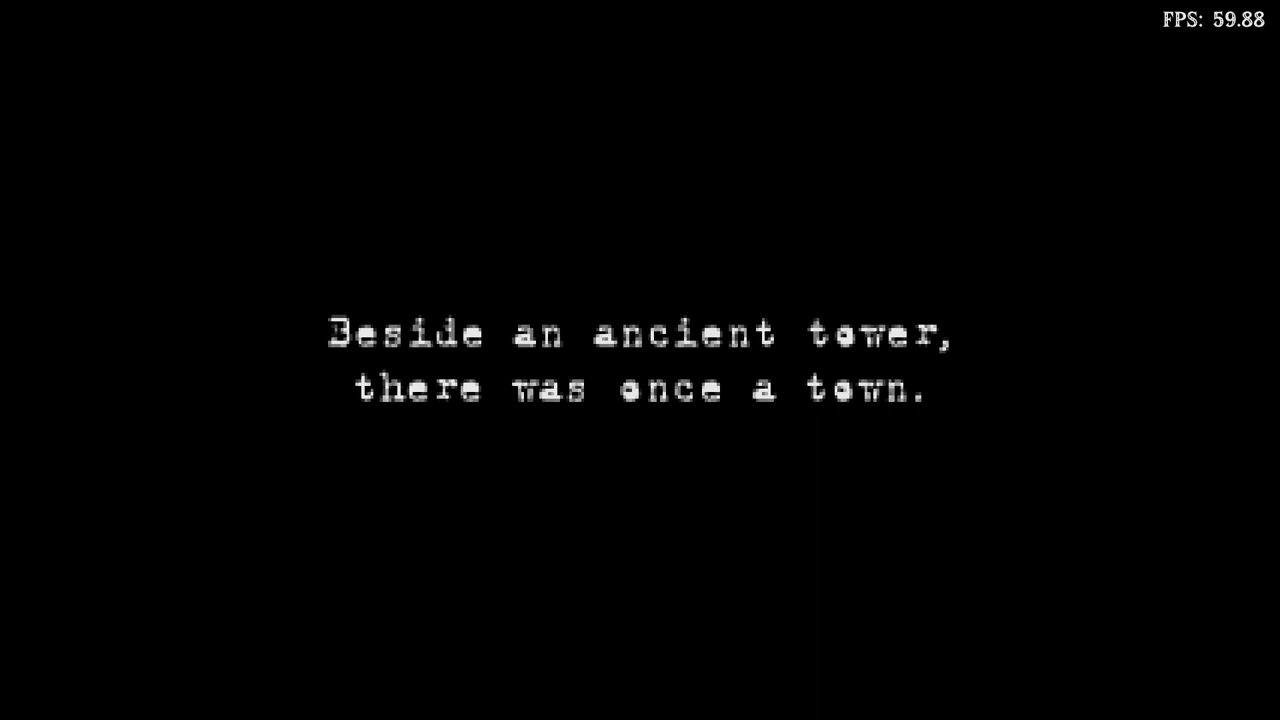 FPS: 59.88
Beside an ancient tower,
there was once a town.